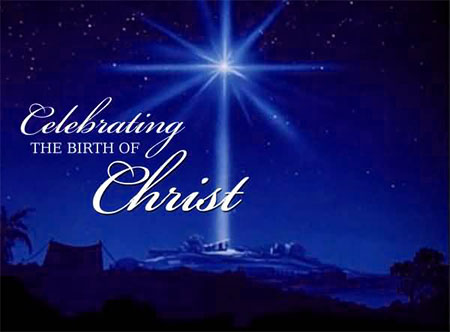 Celebrating
THE BIRTH OF
Christ